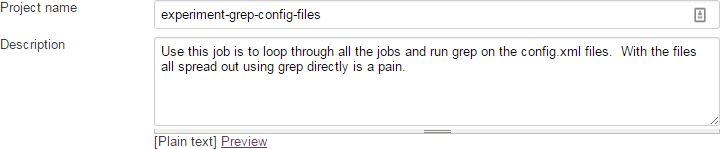 Project name
experiment-grep-config-files
Description
Use this job is to loop through all the jobs and run grep on the config.xml files.  With the files
all spread out using grep directly is a pain.
[Plain text] Preview